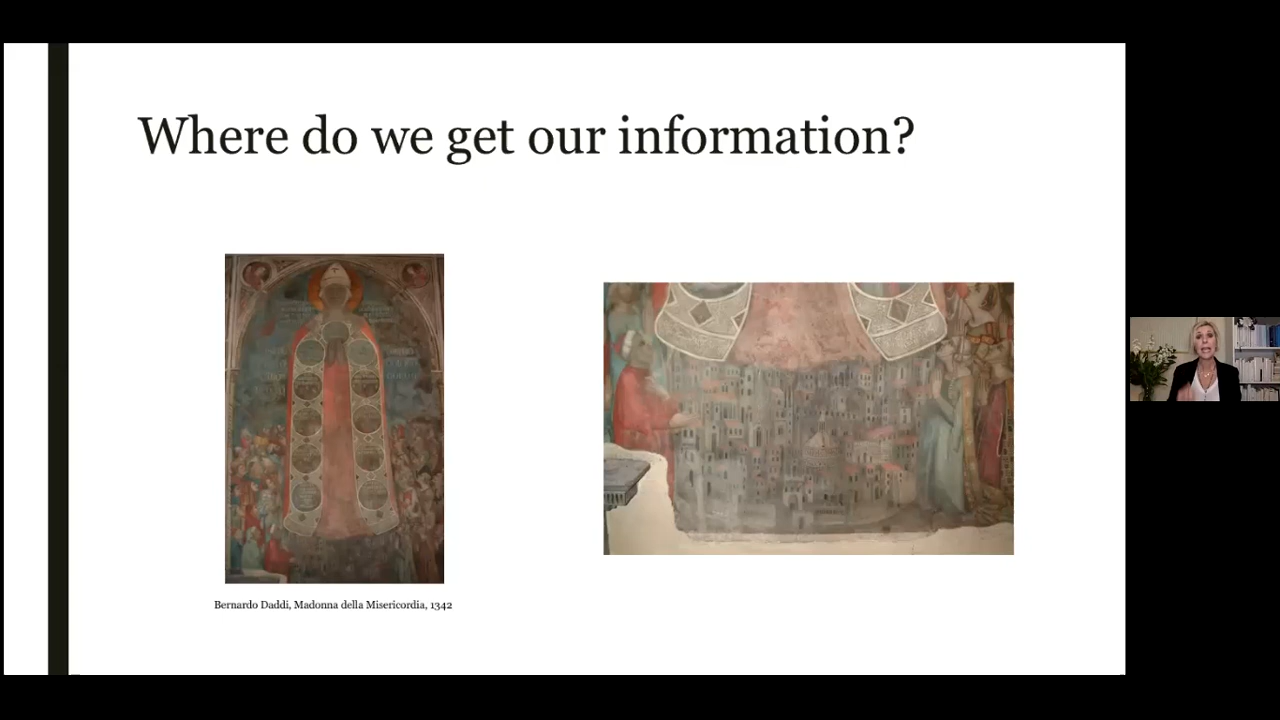 Where do we get our information?
Bernardo Daddi, Madonna della Misericordia, 1342